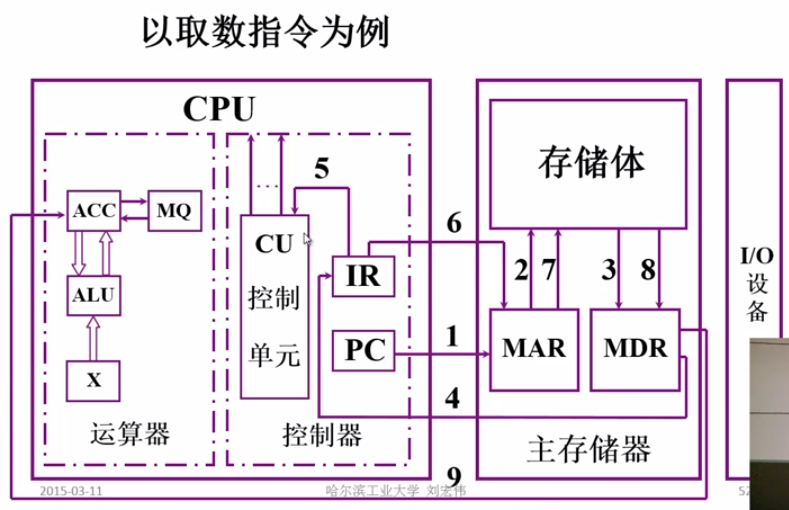 以取数指令为例
CPU
5
ACC
MQ
CU
控制
单元
IR
PC
ALU
X
运算器
控制器
6
1
4
9
存储体
2
7
3
8
MAR
MDR
主存储器
I/O
设
备
2015-03-11
哈尔滨工业大学 刘宏伟